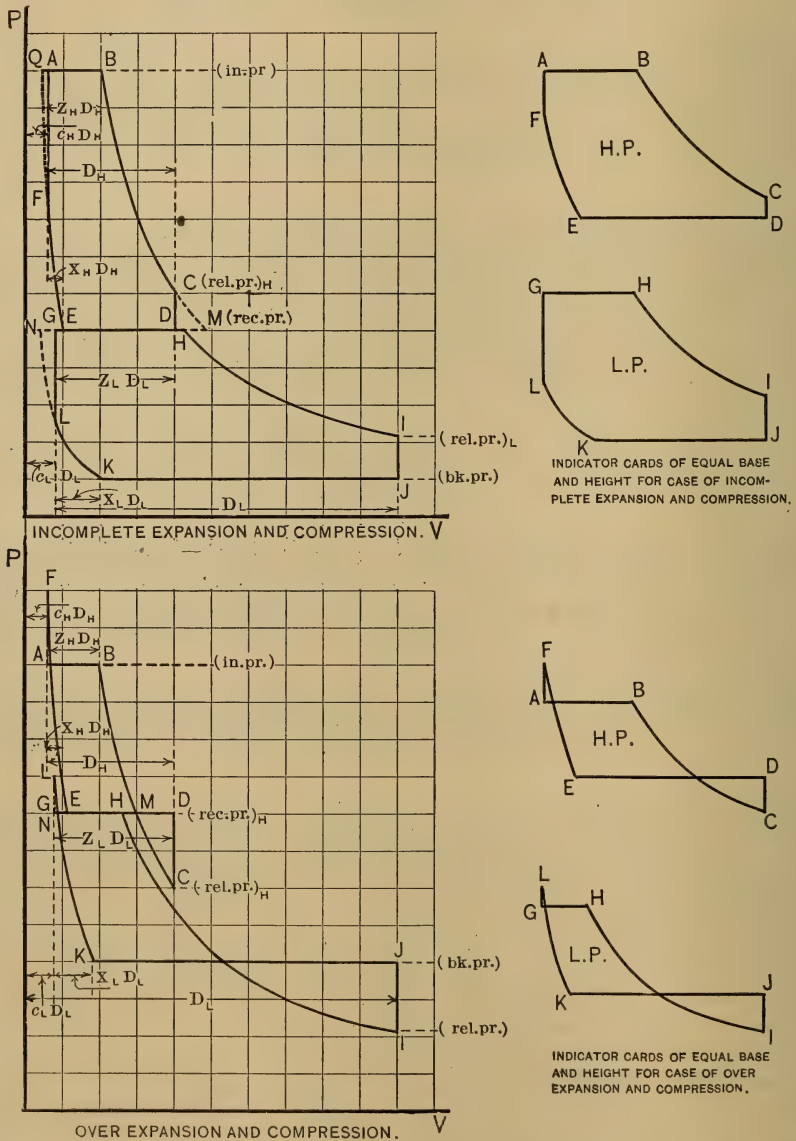 P
Q A B (in.pr)
Z_H D_H
c_H D_H
D_H
F
X_H D_H
C (rel.pr.)_H
N G E D M (rec.pr.)
H
Z_L D_L
L
I (rel.pr.)_L
K
(c_L D_L
J (bk.pr.)
X_L D_L
D_L
INCOMPLETE EXPANSION AND COMPRESSION. V
A B
F
H.P.
C
E D
G H
L.P.
L I
K J
INDICATOR CARDS OF EQUAL BASE
AND HEIGHT FOR CASE OF INCOM-
PLETE EXPANSION AND COMPRESSION.
P
F
c_H D_H
Z_H D_H
A B (in.pr.)
X_H D_H
D_H
L
G E H M D (rec.pr.)_H
N
Z_L D_L
C (rel.pr.)_H
K J (bk.pr.)
X_L D_L
D_L
c_L D_L
I (rel.pr.)
V
OVER EXPANSION AND COMPRESSION.
F
A B
H.P.
E D
C
L
G H
L.P.
K J
I
INDICATOR CARDS OF EQUAL BASE
AND HEIGHT FOR CASE OF OVER
EXPANSION AND COMPRESSION.